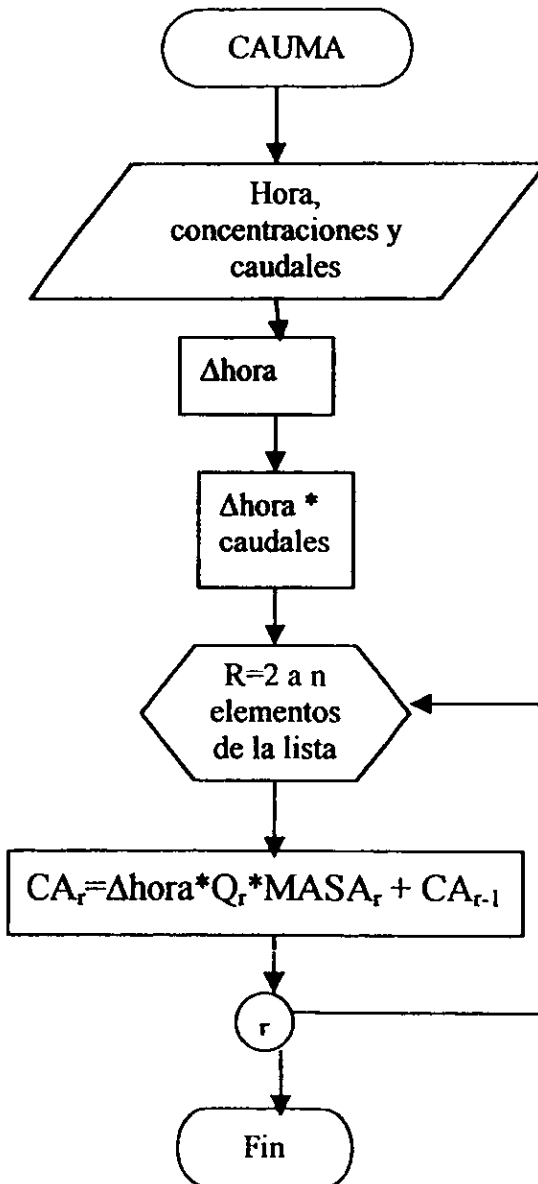 CAUMA
Hora,
concentraciones y
caudales
Δhora
Δhora *
caudales
R=2 a n
elementos
de la lista
CAr=Δhora*Qr*MASAr + CAr-1
r
Fin